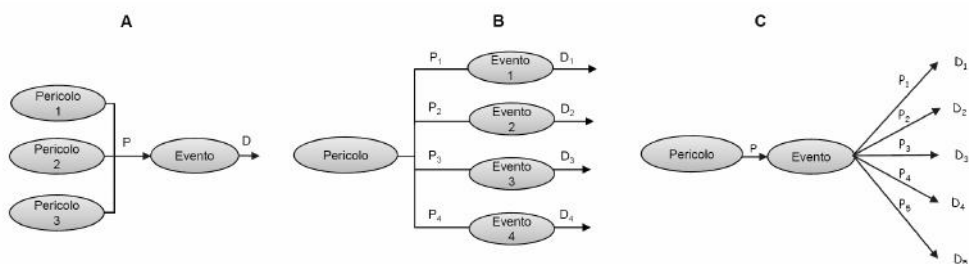 A
Pericolo
1
Pericolo
2
Pericolo
3
P
Evento
D
B
Pericolo
P1
Evento
1
D1
P2
Evento
2
D2
P3
Evento
3
D3
P4
Evento
4
D4
C
Pericolo
P
Evento
P1
D1
P2
D2
P3
D3
P4
D4
P5